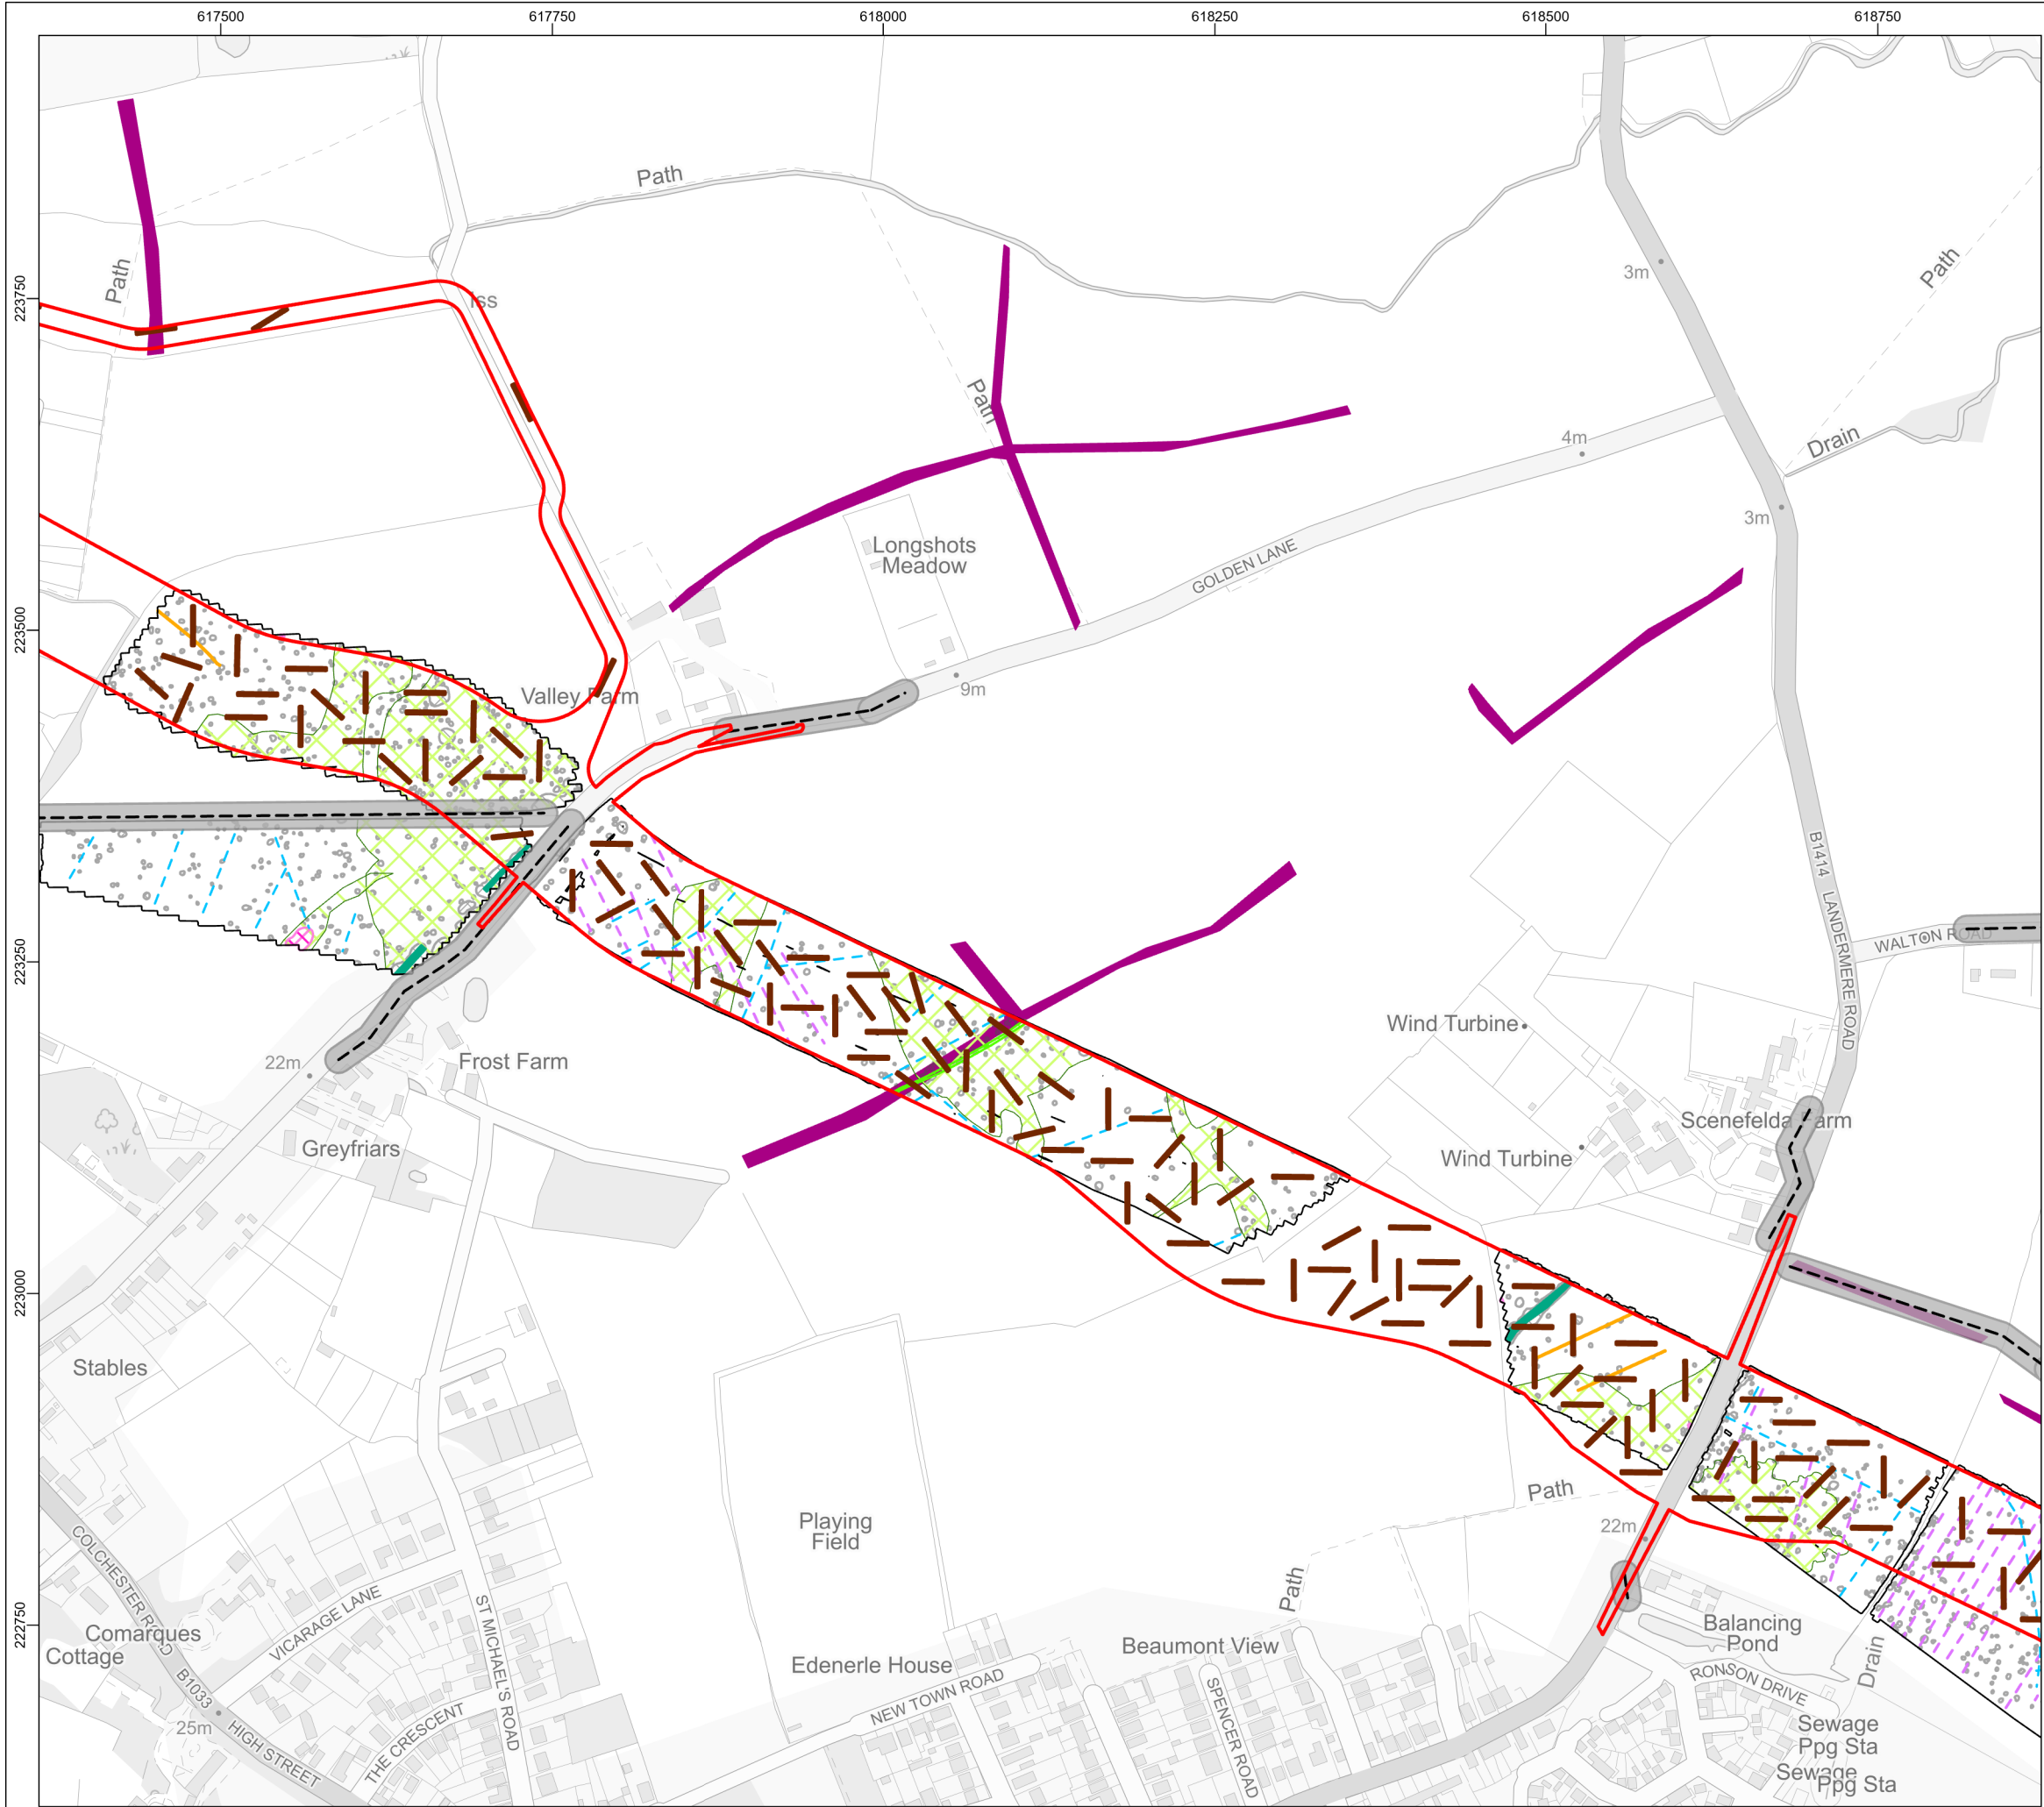 617500
617750
618000
618250
618500
618750
223750
223500
223250
223000
222750
Path
Path
Path
Path
3m
Iss
4m
Drain
3m
Longshots
Meadow
GOLDEN LANE
Valley Farm
9m
B1414 LANDERMERE ROAD
WALTON ROAD
Wind Turbine
22m
Frost Farm
Scenefelda Farm
Greyfriars
Wind Turbine
Stables
Path
Playing
Field
22m
Path
COLCHESTER ROAD
VICARAGE LANE
Comarques
Cottage
B1033
ST MICHAEL'S ROAD
Edenerle House
Beaumont View
Balancing
Pond
Drain
NEW TOWN ROAD
SPENCER ROAD
RONSON DRIVE
25m
HIGH STREET
THE CRESCENT
Sewage
Ppg Sta
Sewage
Ppg Sta